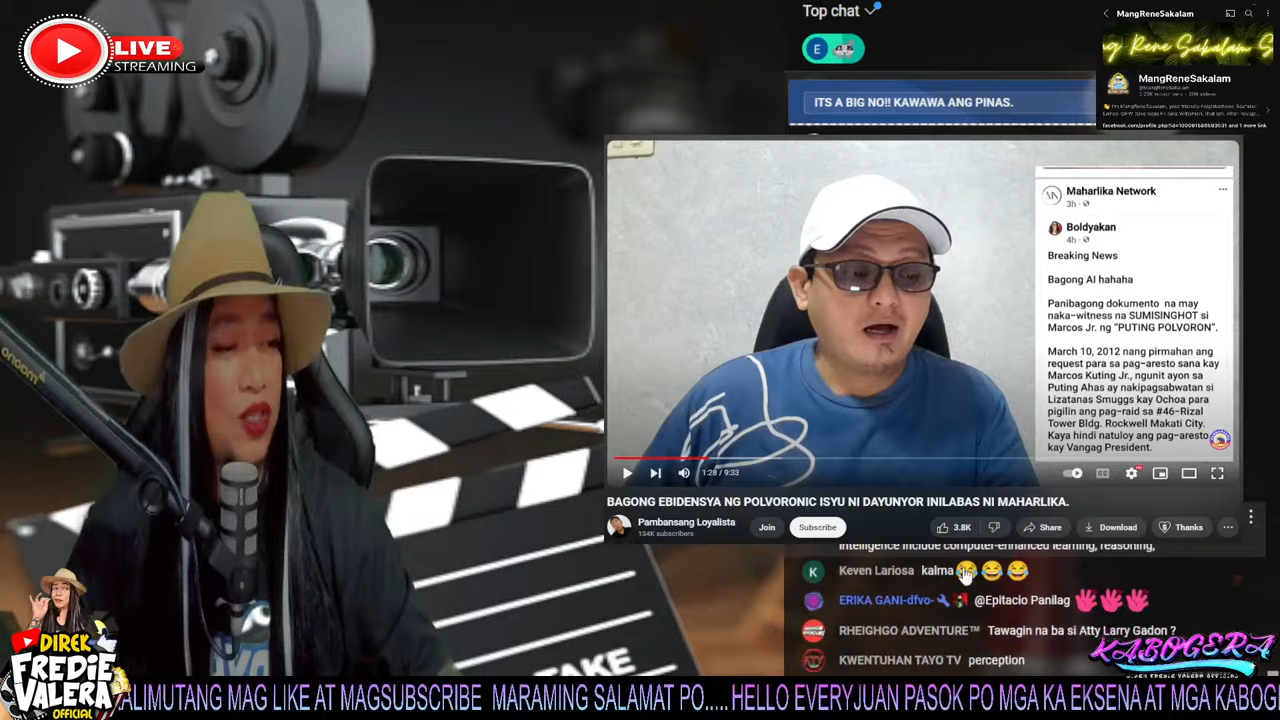 LIVE
STREAMING
Top chat
E
ITS A BIG NO!! KAWAWA ANG PINAS.
MangReneSakalam
Mang Rene Sakalam S
MangReneSakalam
maono
Maharlika Network
3h
Boldyakan
4h
Breaking News
Bagong AI hahaha
Panibagong dokumento na may
naka-witness na SUMISINGHOT si
Marcos Jr. ng "PUTING POLVORON".
March 10, 2012 nang pirmahan ang
request para sa pag-aresto sana kay
Marcos Kuting Jr., ngunit ayon sa
Puting Ahas ay nakipagsabwatan si
Lizatanas Smuggs kay Ochoa para
pigilin ang pag-raid sa #46-Rizal
Tower Bldg. Rockwell Makati City.
Kaya hindi natuloy ang pag-aresto
kay Vangag President.
1:28 / 9:33
BAGONG EBIDENSYA NG POLVORONIC ISYU NI DAYUNYOR INILABAS NI MAHARLIKA.
Pambansang Loyalista
134K subscribers
Join
Subscribe
3.8K
Share
Download
Thanks
Intelligence include computer-enhanced learning, reasoning,
K
Keven Lariosa kalma
ERIKA GANI-dfvo- @Epitacio Panilag
RHEIGHGO ADVENTURE™ Tawagin na ba si Atty Larry Gadon ?
KWENTUHAN TAYO TV perception
KABOGERA
TAKE
DIREK
FREDIE
VALERA
OFFICIAL
ALIMUTANG MAG LIKE AT MAGSUBSCRIBE MARAMING SALAMAT PO.....HELLO EVERYJUAN PASOK PO MGA KA EKSENA AT MGA KABOG